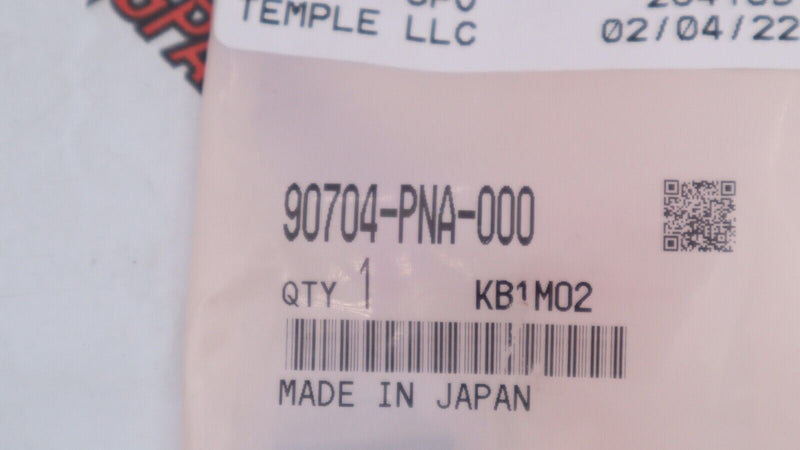 TEMPLE LLC 02/04/22
90704-PNA-000
QTY 1 KB1M02
MADE IN JAPAN